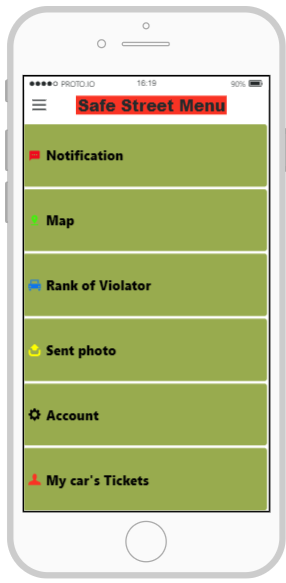 PROTO.IO 16:19 90%
Safe Street Menu
Notification
Map
Rank of Violator
Sent photo
Account
My car's Tickets